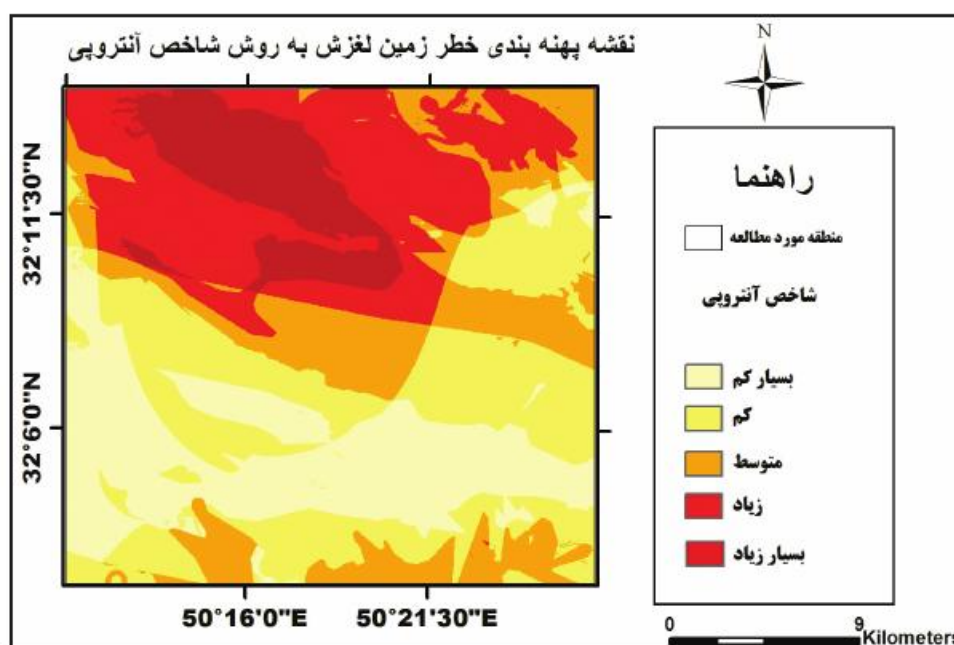 نقشه پهنه بندی خطر زمین لغزش به روش شاخص آنتروپی
N
32°11'30"N
32°6'0"N
50°16'0"E
50°21'30"E
راهنما
منطقه مورد مطالعه
شاخص آنتروپی
بسیار کم
کم
متوسط
زیاد
بسیار زیاد
0 9
Kilometers